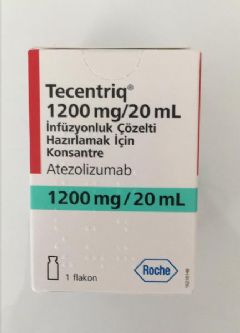 Tecentriq®
1200 mg/20 mL
İnfüzyonluk Çözelti
Hazırlamak İçin
Konsantre
Atezolizumab
1200 mg/20 mL
1 flakon
Roche